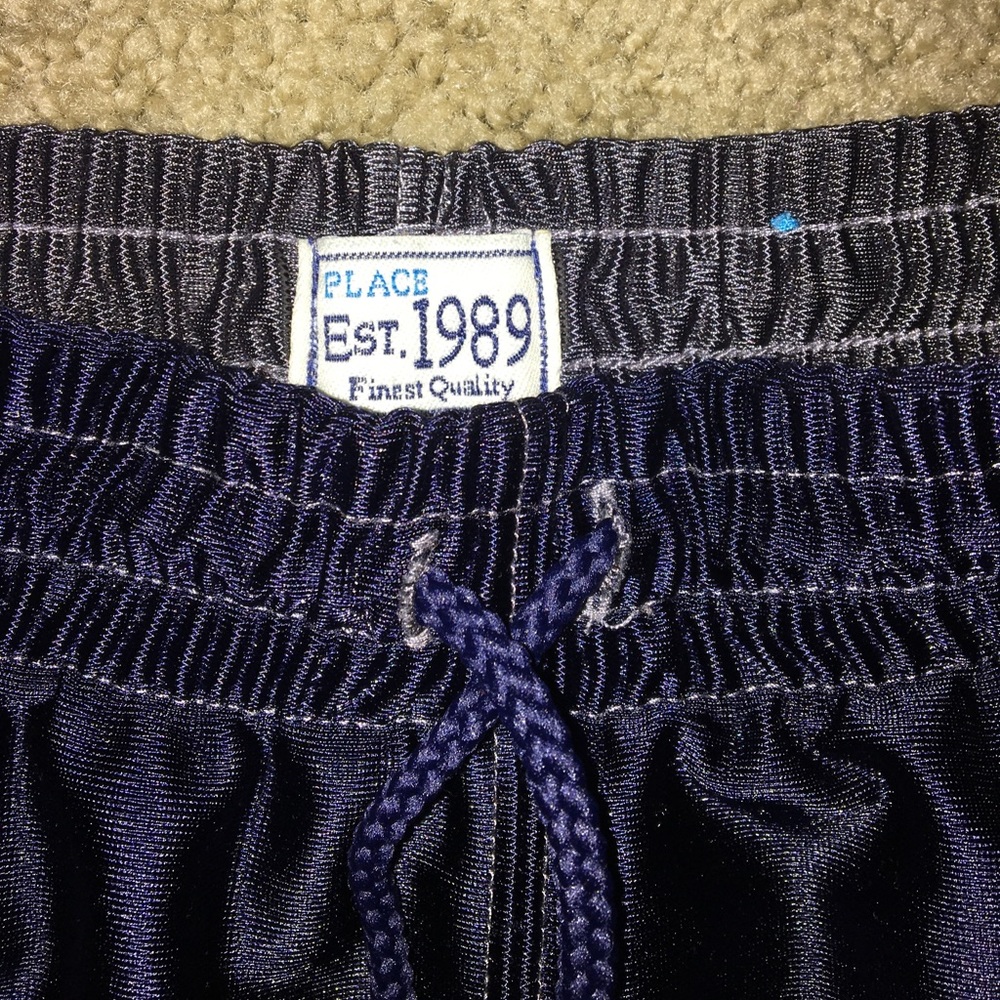 PLACE
EST. 1989
Finest Quality